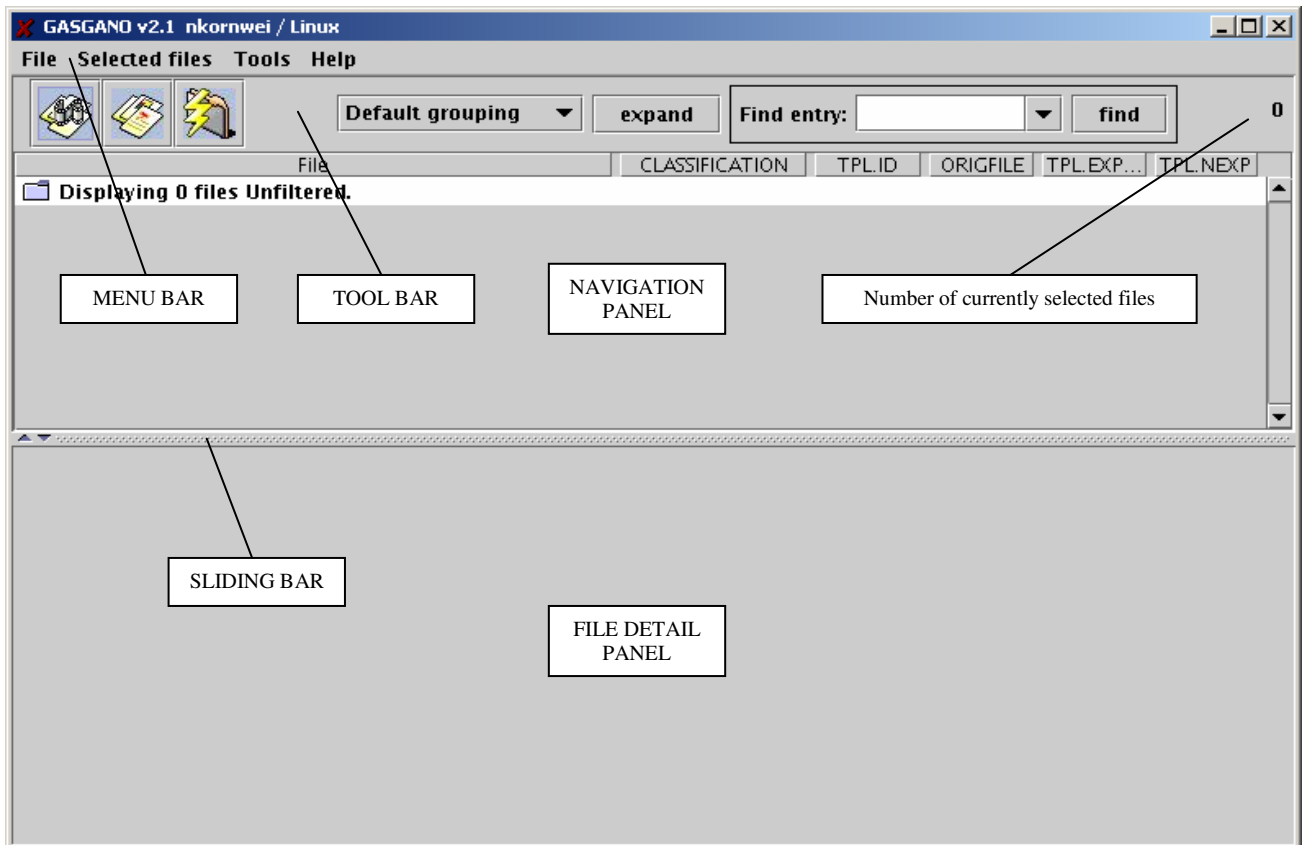 GASGANO v2.1 nkornwei / Linux
File Selected files Tools Help
Default grouping expand Find entry: find 0
File CLASSIFICATION TPL.ID ORIGFILE TPL.EXP... TPL.NEXP
Displaying 0 files Unfiltered.
MENU BAR
TOOL BAR
NAVIGATION
PANEL
Number of currently selected files
SLIDING BAR
FILE DETAIL
PANEL